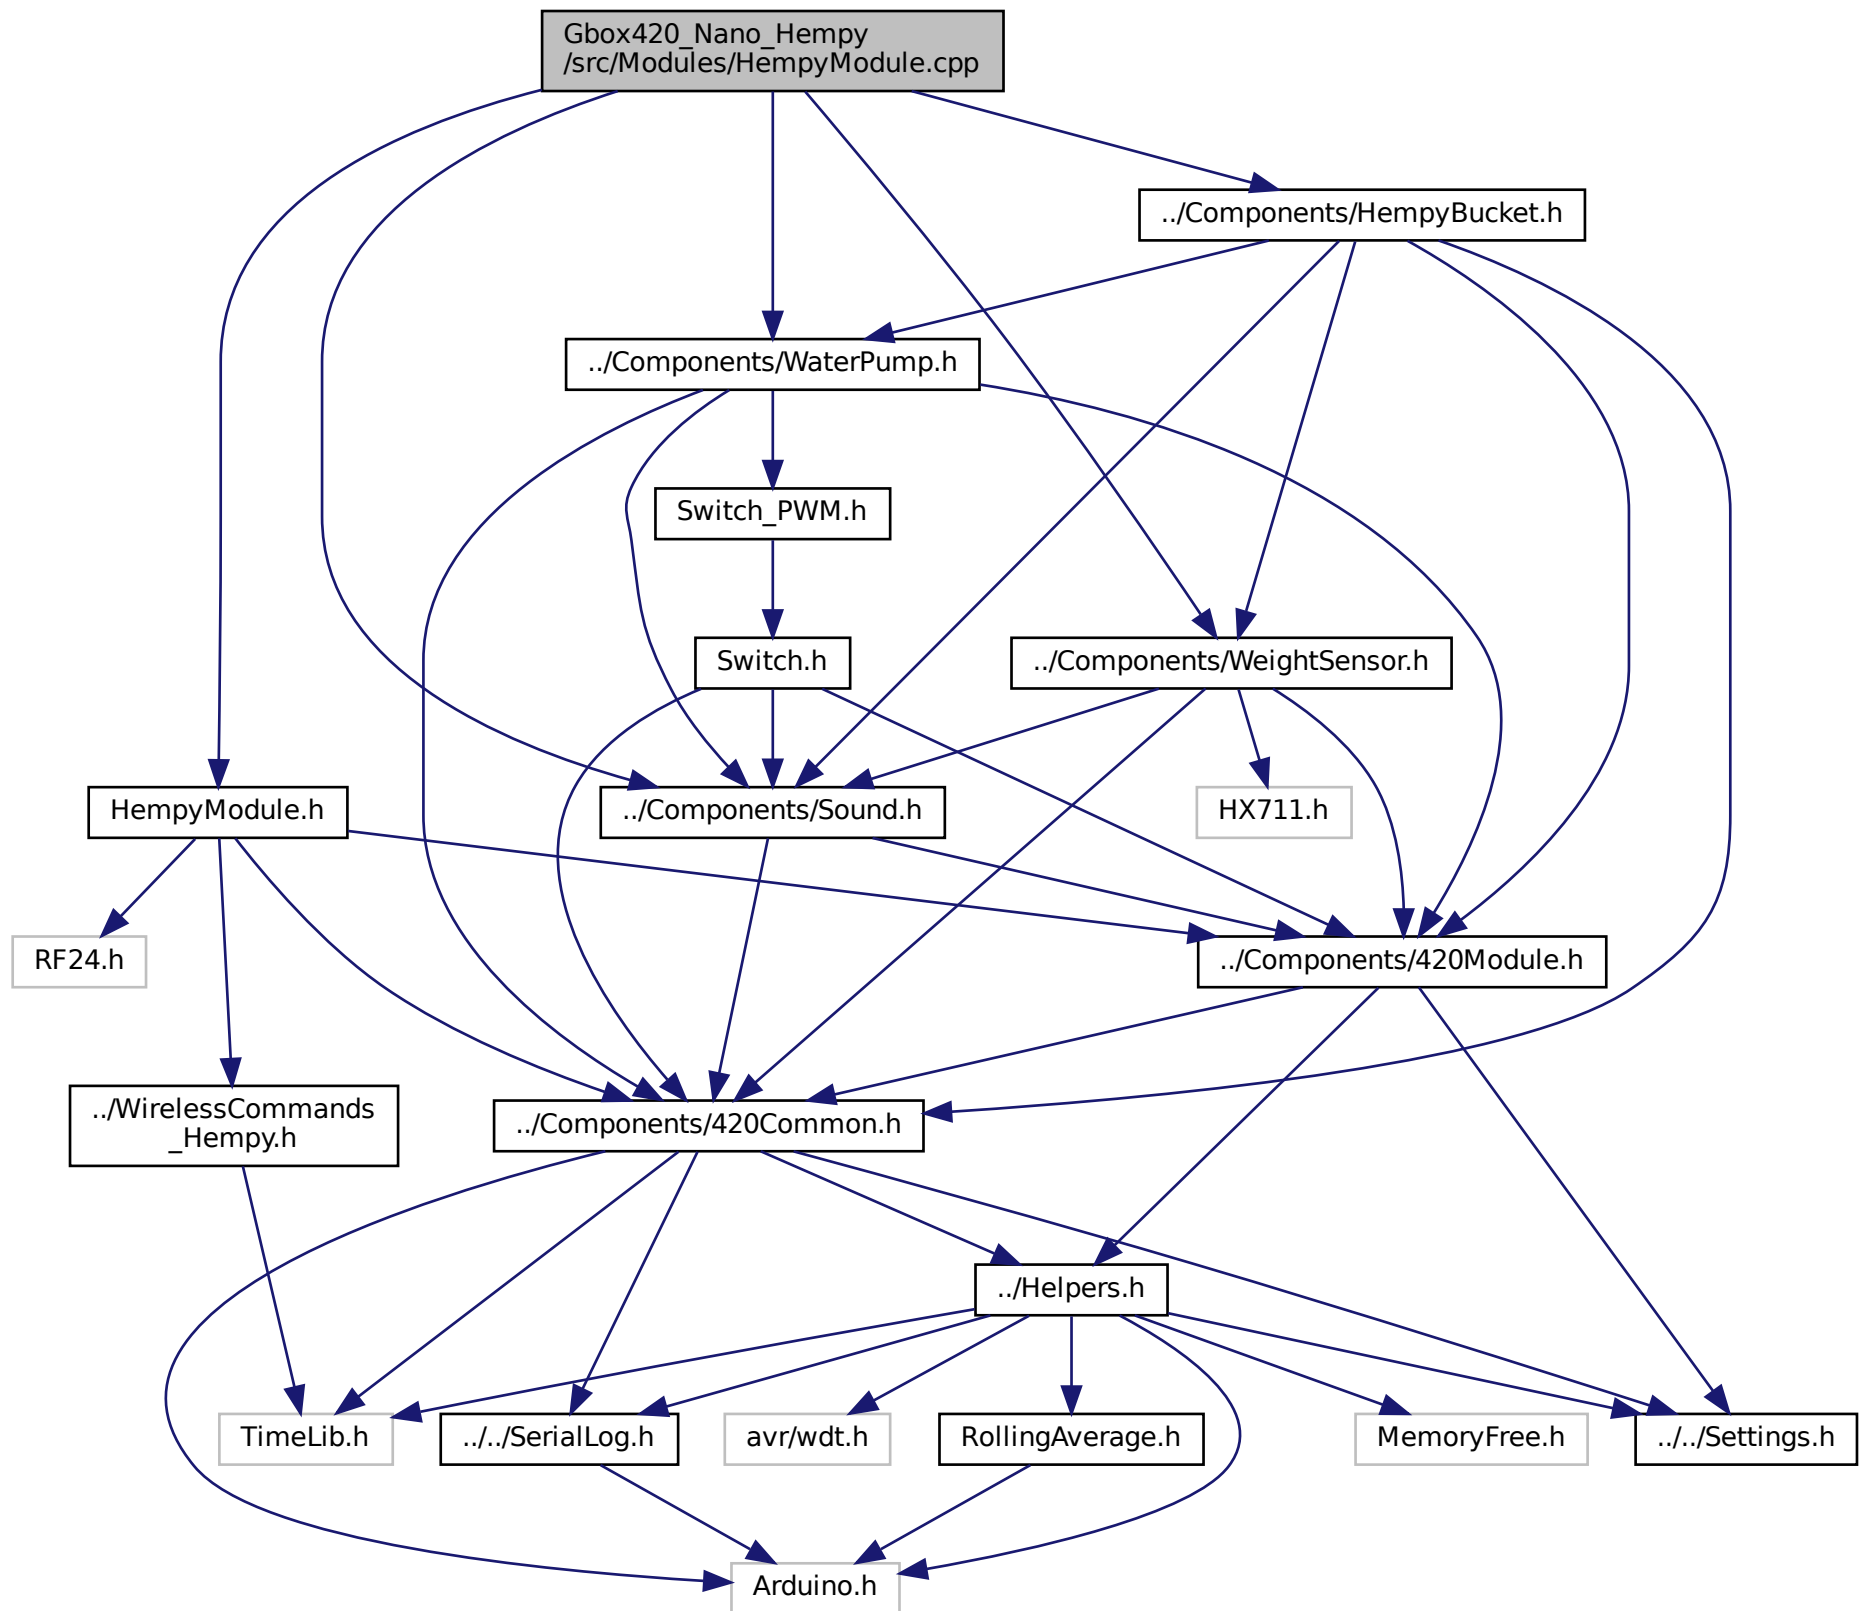 Gbox420_Nano_Hempy
/src/Modules/HempyModule.cpp
../Components/HempyBucket.h
../Components/WaterPump.h
Switch_PWM.h
Switch.h
../Components/WeightSensor.h
HempyModule.h
../Components/Sound.h
HX711.h
RF24.h
../Components/420Module.h
../WirelessCommands
_Hempy.h
../Components/420Common.h
../Helpers.h
TimeLib.h
../../SerialLog.h
avr/wdt.h
RollingAverage.h
MemoryFree.h
../../Settings.h
Arduino.h